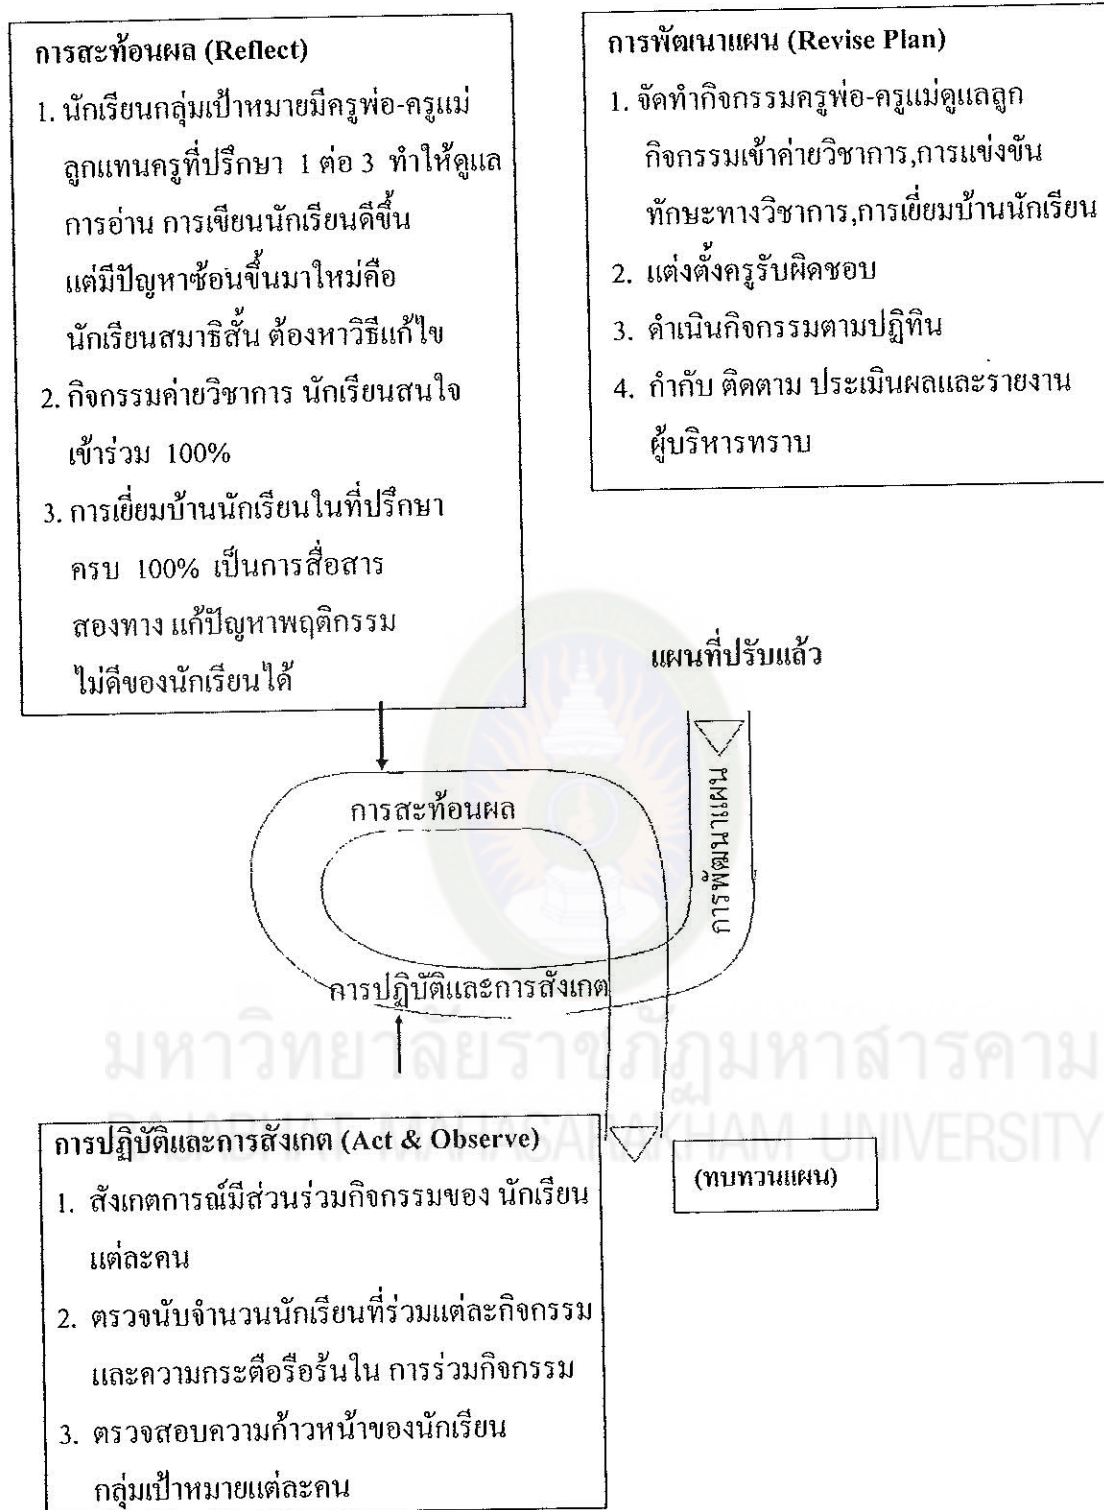 การสะท้อนผล (Reflect)
1. นักเรียนกลุ่มเป้าหมายมีครูพ่อ-ครูแม่
ลูกแทนครูที่ปรึกษา 1 ต่อ 3 ทำให้ดูแล
การอ่าน การเขียนนักเรียนดีขึ้น
แต่มีปัญหาซ้อนขึ้นมาใหม่คือ
นักเรียนสมาธิสั้น ต้องหาวิธีแก้ไข
2. กิจกรรมค่ายวิชาการ นักเรียนสนใจ
เข้าร่วม 100%
3. การเยี่ยมบ้านนักเรียนในที่ปรึกษา
ครบ 100% เป็นการสื่อสาร
สองทาง แก้ปัญหาพฤติกรรม
ไม่ดีของนักเรียนได้
การพัฒนาแผน (Revise Plan)
1. จัดทำกิจกรรมครูพ่อ-ครูแม่ดูแลลูก
กิจกรรมเข้าค่ายวิชาการ,การแข่งขัน
ทักษะทางวิชาการ,การเยี่ยมบ้านนักเรียน
2. แต่งตั้งครูรับผิดชอบ
3. ดำเนินกิจกรรมตามปฏิทิน
4. กำกับ ติดตาม ประเมินผลและรายงาน
ผู้บริหารทราบ
แผนที่ปรับแล้ว
การสะท้อนผล
การพัฒนาแผน
การปฏิบัติและการสังเกต
มหาวิทยาลัยราชภัฏมหาสารคาม
RAJABHAT MAHASARAKHAM UNIVERSITY
การปฏิบัติและการสังเกต (Act & Observe)
1. สังเกตการณ์มีส่วนร่วมกิจกรรมของ นักเรียน
แต่ละคน
2. ตรวจนับจำนวนนักเรียนที่ร่วมแต่ละกิจกรรม
และความกระตือรือร้นใน การร่วมกิจกรรม
3. ตรวจสอบความก้าวหน้าของนักเรียน
กลุ่มเป้าหมายแต่ละคน
(ทบทวนแผน)